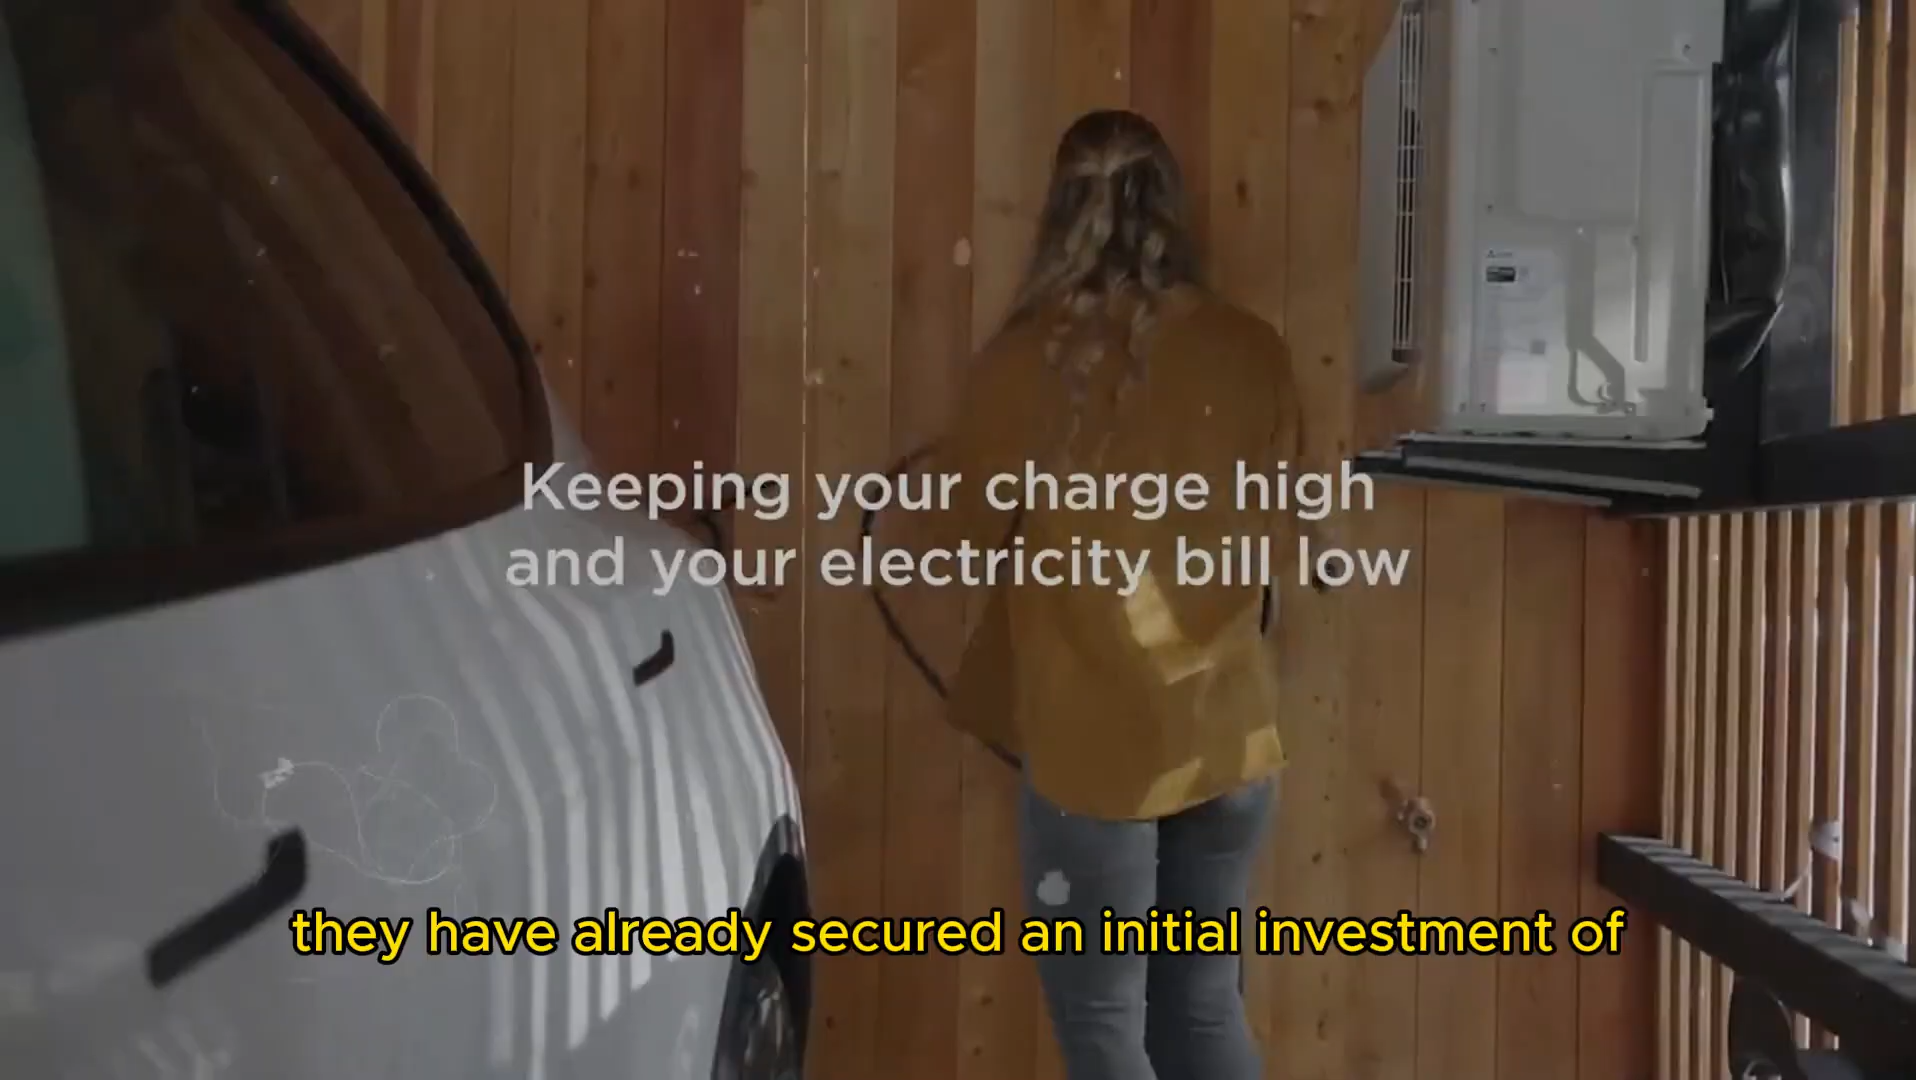 Keeping your charge high
and your electricity bill low
they have already secured an initial investment of